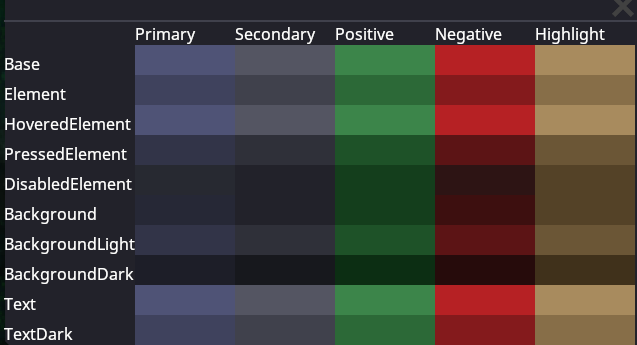 Primary Secondary Positive Negative Highlight
Base
Element
HoveredElement
PressedElement
DisabledElement
Background
BackgroundLight
BackgroundDark
Text
TextDark